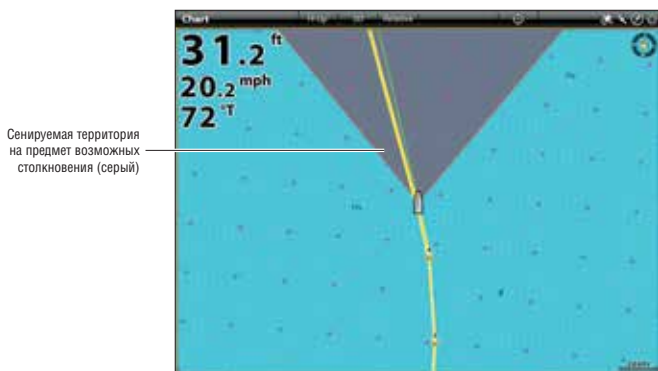 Chart
31.2 ft
20.2 mph
72 °T
Сенируемая территория
на предмет возможных
столкновения (серый)